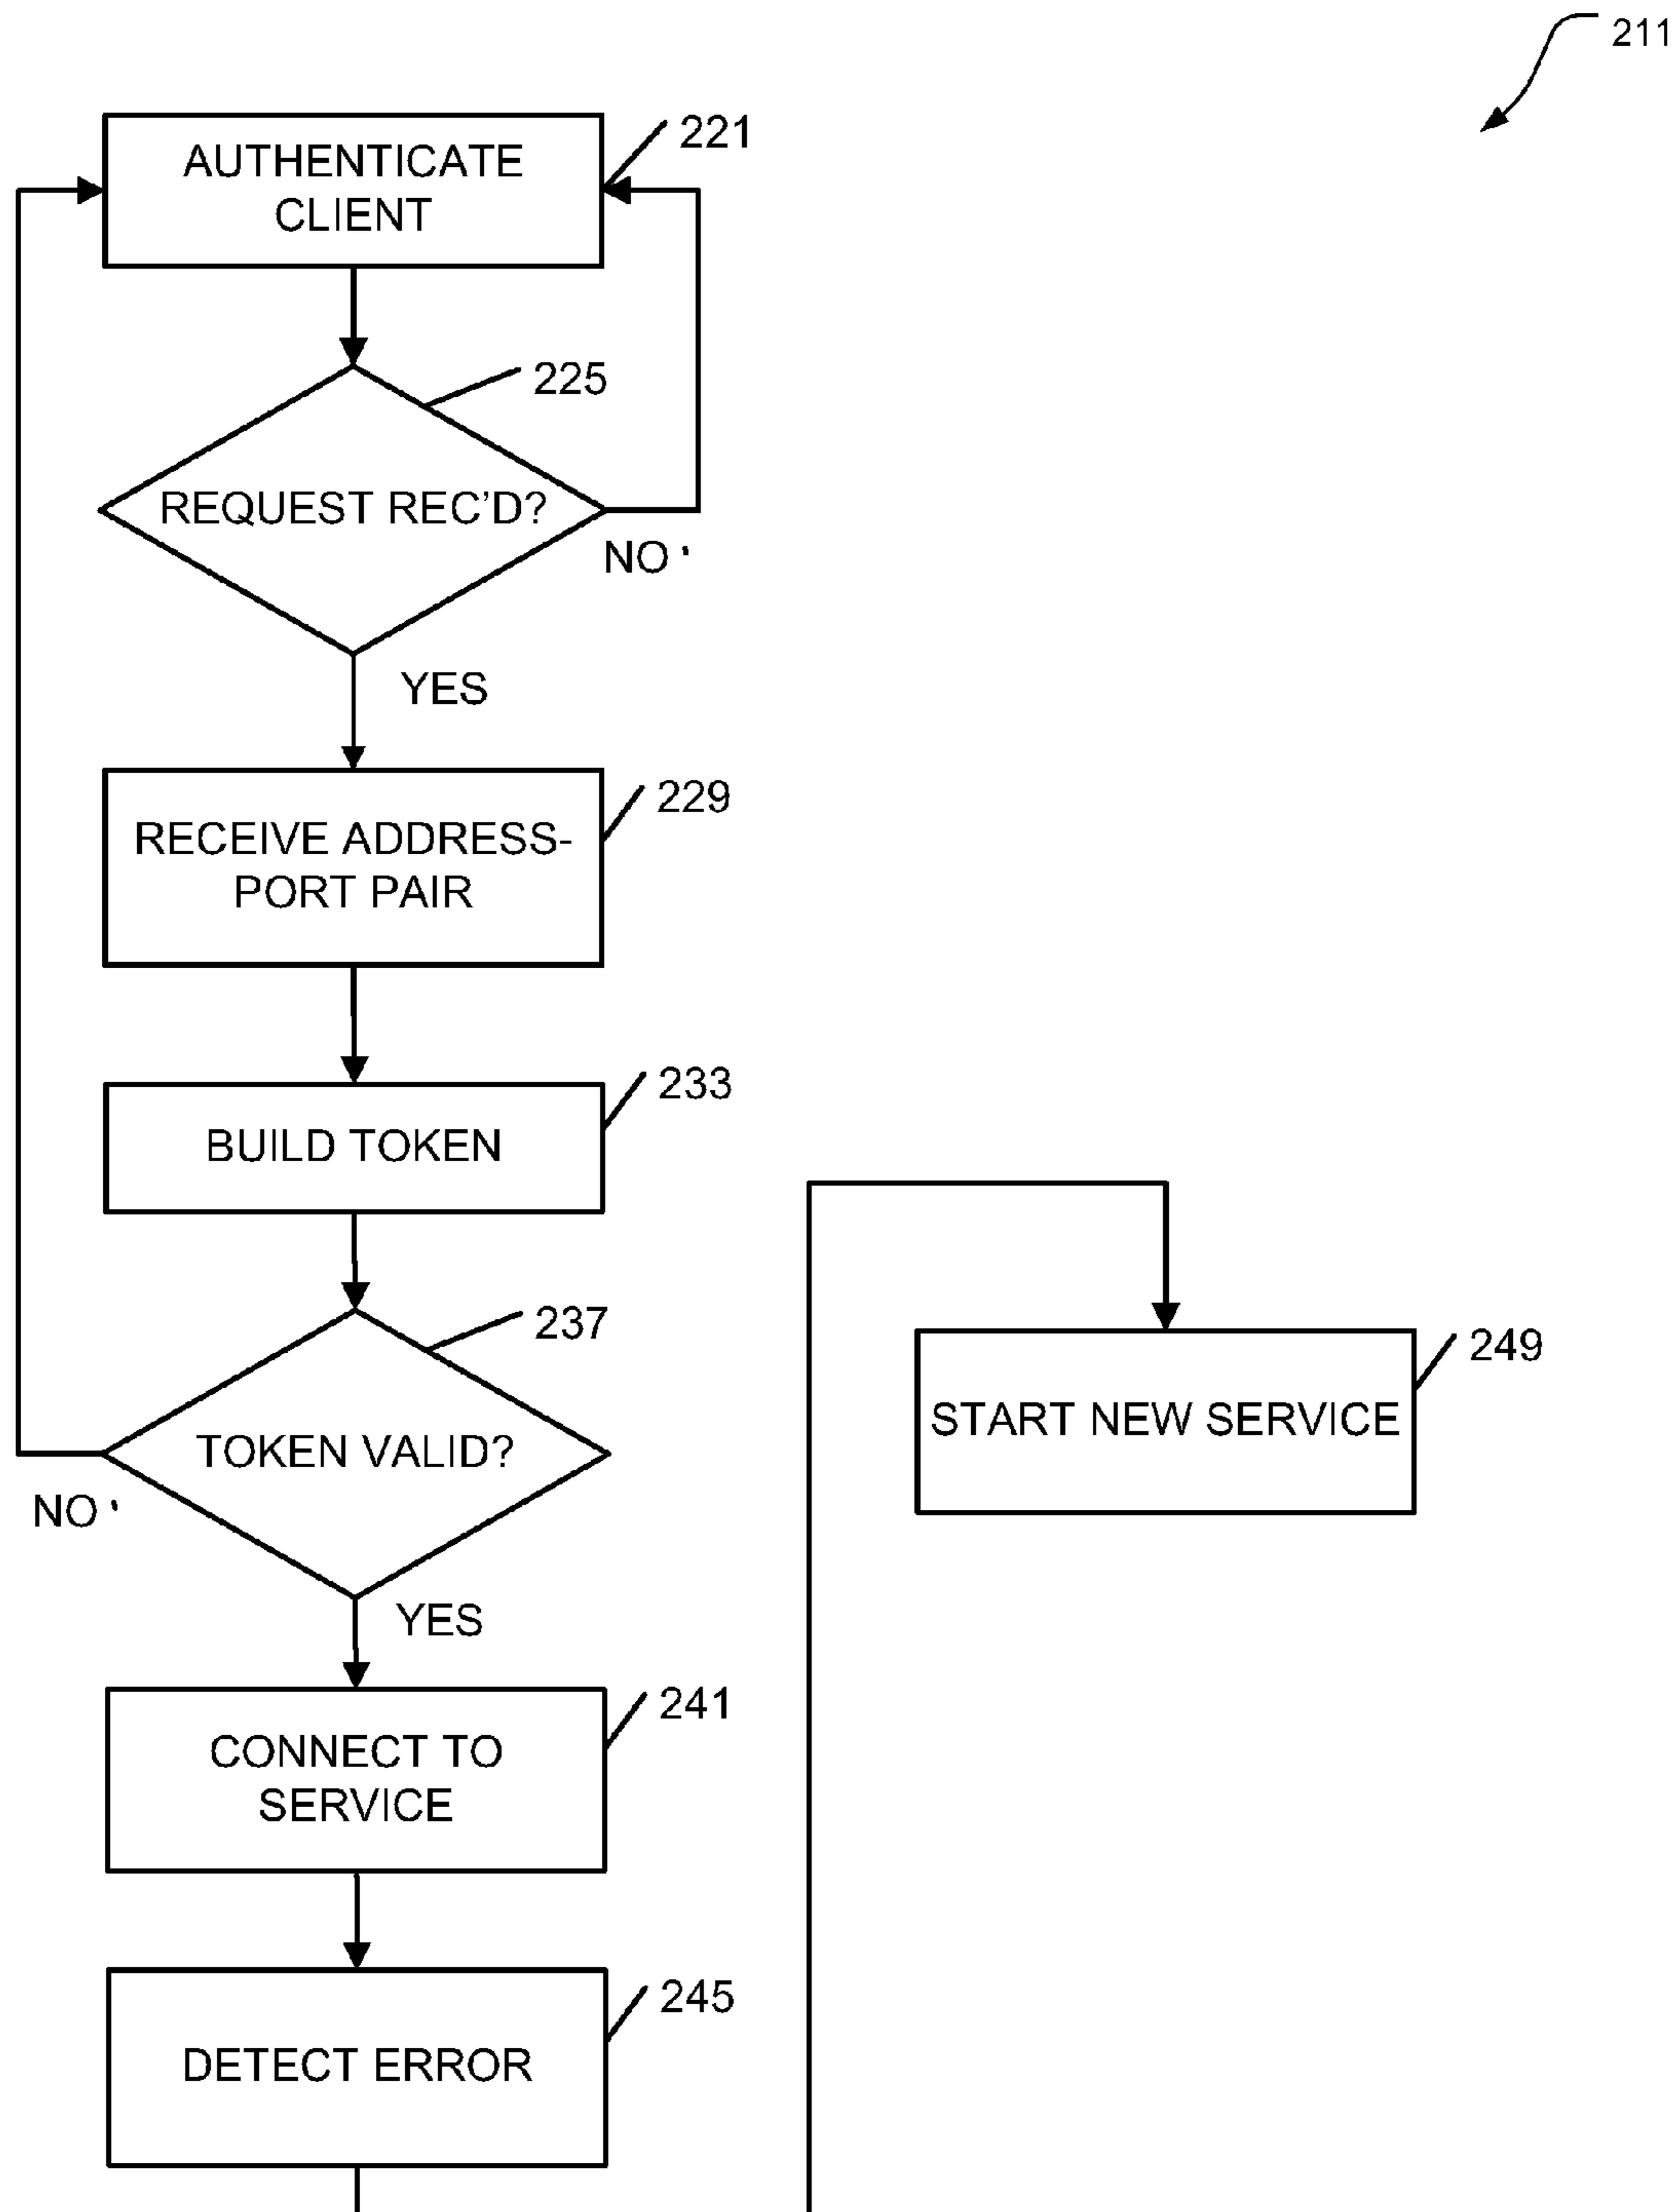 211
AUTHENTICATE
CLIENT
221
225
REQUEST REC'D?
NO
YES
229
RECEIVE ADDRESS-
PORT PAIR
233
BUILD TOKEN
237
TOKEN VALID?
NO
YES
241
CONNECT TO
SERVICE
245
DETECT ERROR
249
START NEW SERVICE